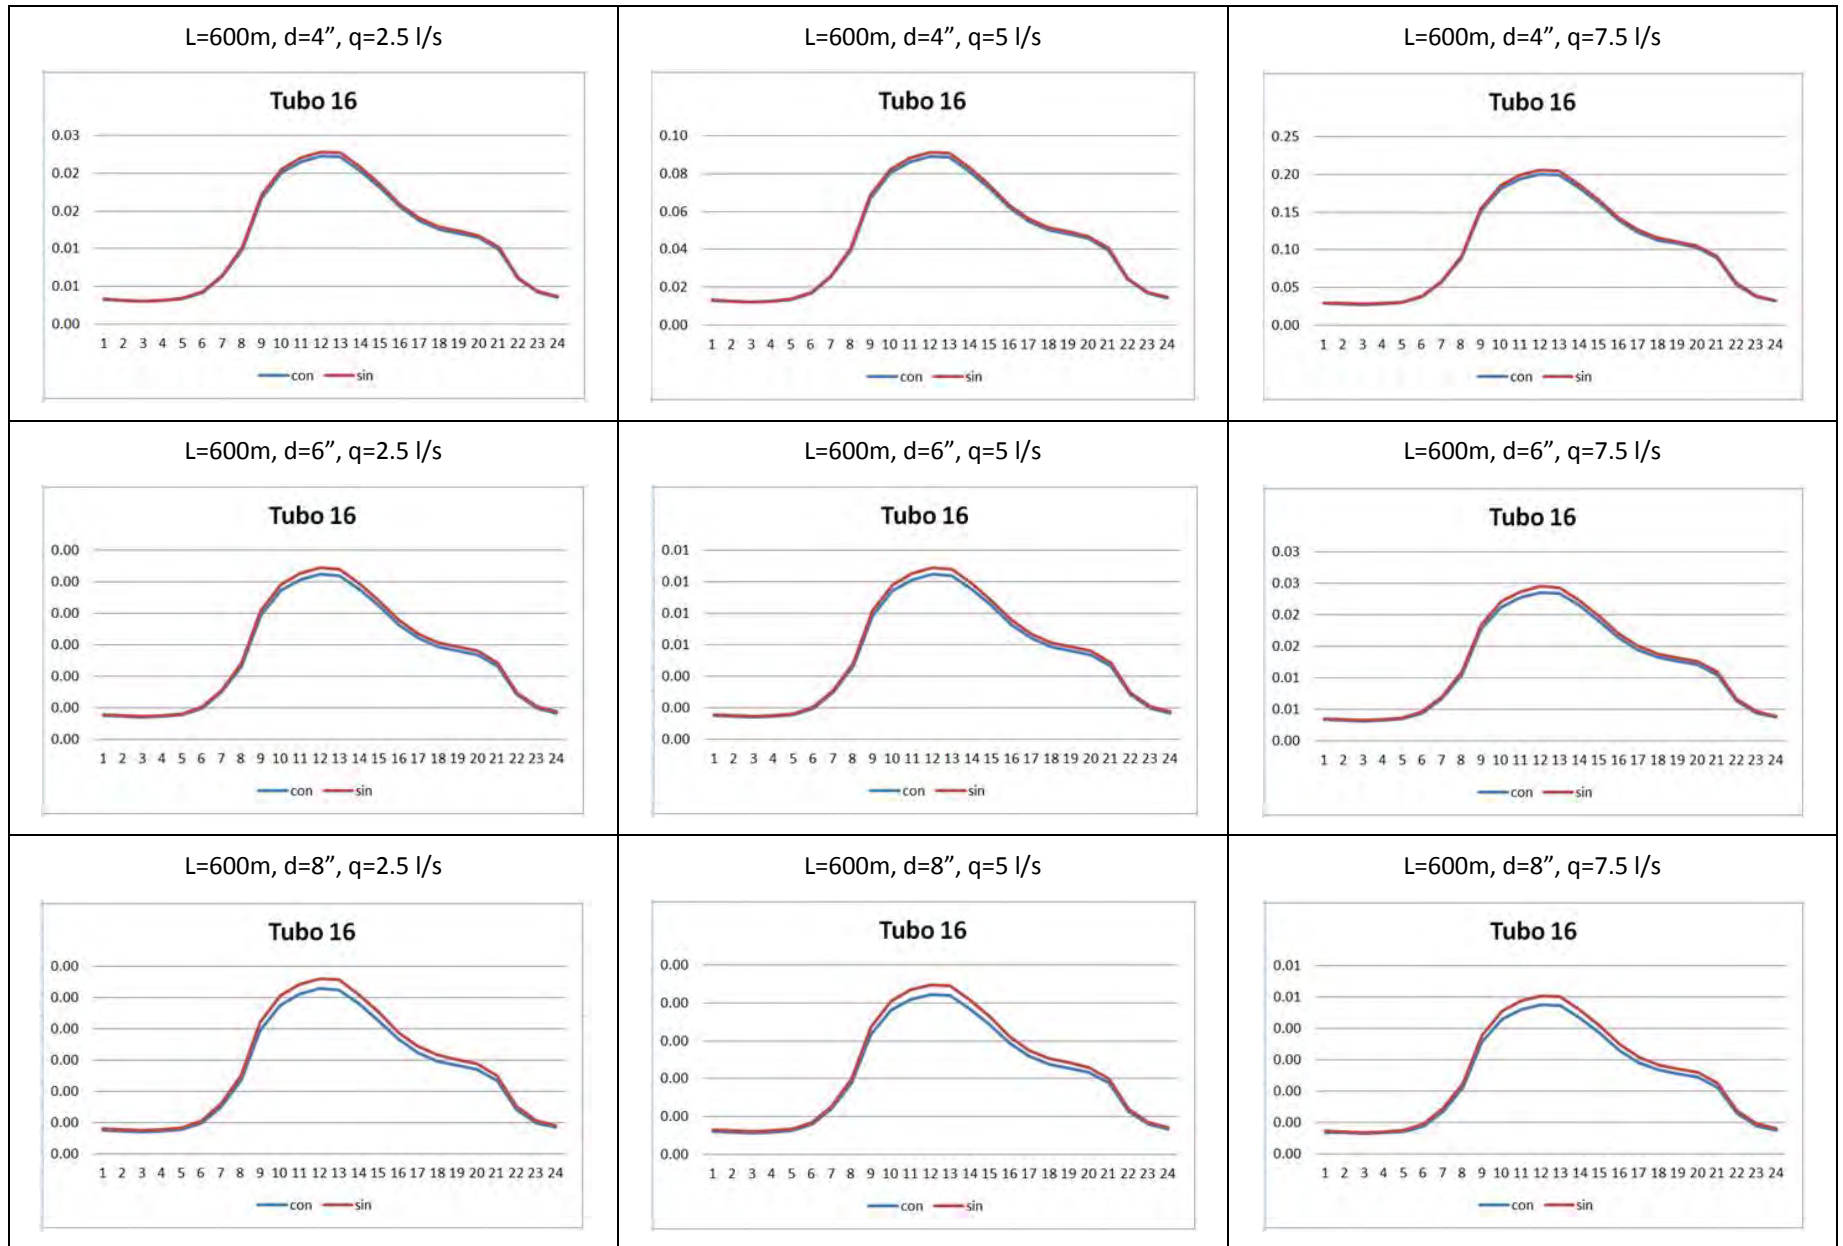 L=600m, d=4”, q=2.5 l/s
Tubo 16
0.03
0.02
0.02
0.01
0.01
0.00
1 2 3 4 5 6 7 8 9 10 11 12 13 14 15 16 17 18 19 20 21 22 23 24
con sin
L=600m, d=4”, q=5 l/s
Tubo 16
0.10
0.08
0.06
0.04
0.02
0.00
1 2 3 4 5 6 7 8 9 10 11 12 13 14 15 16 17 18 19 20 21 22 23 24
con sin
L=600m, d=4”, q=7.5 l/s
Tubo 16
0.25
0.20
0.15
0.10
0.05
0.00
1 2 3 4 5 6 7 8 9 10 11 12 13 14 15 16 17 18 19 20 21 22 23 24
con sin
L=600m, d=6”, q=2.5 l/s
Tubo 16
0.00
0.00
0.00
0.00
0.00
0.00
0.00
1 2 3 4 5 6 7 8 9 10 11 12 13 14 15 16 17 18 19 20 21 22 23 24
con sin
L=600m, d=6”, q=5 l/s
Tubo 16
0.01
0.01
0.01
0.01
0.00
0.00
0.00
1 2 3 4 5 6 7 8 9 10 11 12 13 14 15 16 17 18 19 20 21 22 23 24
con sin
L=600m, d=6”, q=7.5 l/s
Tubo 16
0.03
0.03
0.02
0.02
0.01
0.01
0.00
1 2 3 4 5 6 7 8 9 10 11 12 13 14 15 16 17 18 19 20 21 22 23 24
con sin
L=600m, d=8”, q=2.5 l/s
Tubo 16
0.00
0.00
0.00
0.00
0.00
0.00
0.00
1 2 3 4 5 6 7 8 9 10 11 12 13 14 15 16 17 18 19 20 21 22 23 24
con sin
L=600m, d=8”, q=5 l/s
Tubo 16
0.00
0.00
0.00
0.00
0.00
0.00
1 2 3 4 5 6 7 8 9 10 11 12 13 14 15 16 17 18 19 20 21 22 23 24
con sin
L=600m, d=8”, q=7.5 l/s
Tubo 16
0.01
0.01
0.00
0.00
0.00
0.00
0.00
1 2 3 4 5 6 7 8 9 10 11 12 13 14 15 16 17 18 19 20 21 22 23 24
con sin